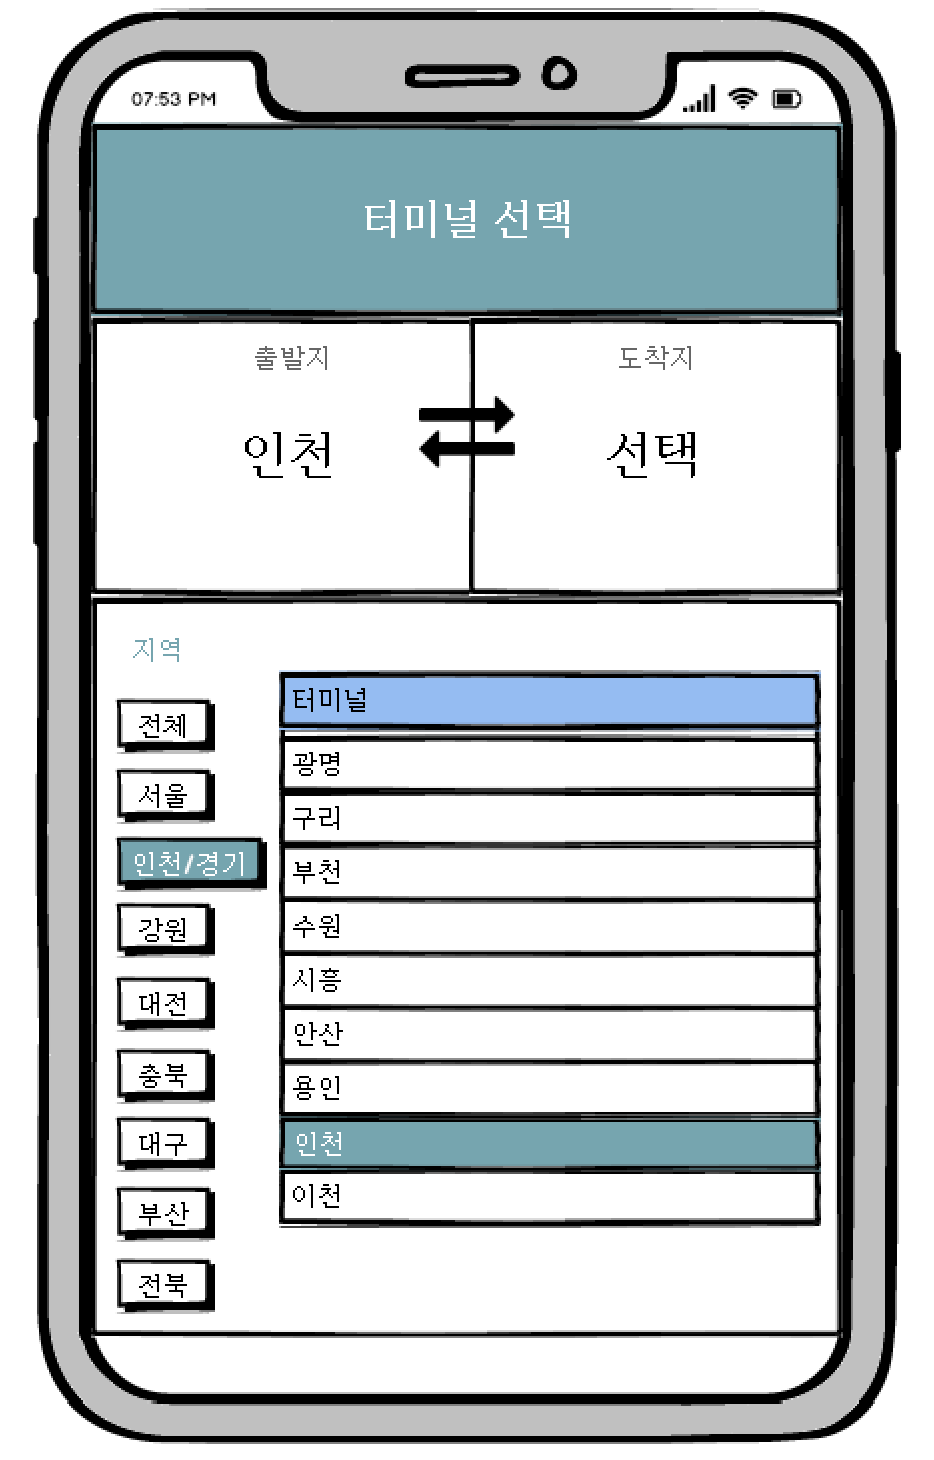 07:53 PM
터미널 선택
출발지
인천
도착지
선택
지역
전체
서울
인천/경기
강원
대전
충북
대구
부산
전북
터미널
광명
구리
부천
수원
시흥
안산
용인
인천
이천